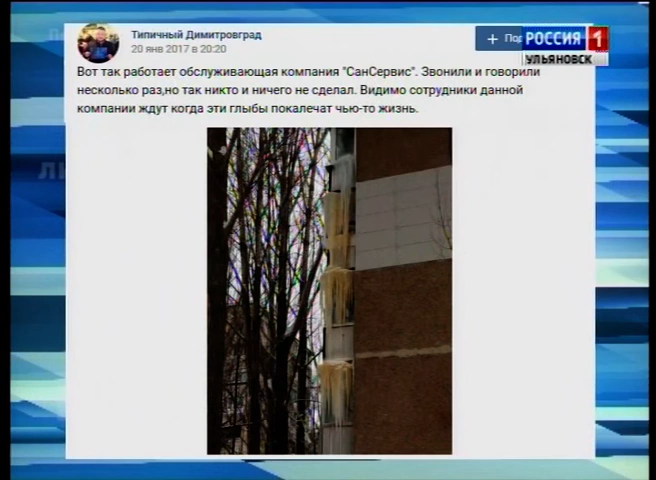 Типичный Димитровград
20 янв 2017 в 20:20
РОССИЯ 1
УЛЬЯНОВСК
Вот так работает обслуживающая компания "СанСервис". Звонили и говорили
несколько раз,но так никто и ничего не сделал. Видимо сотрудники данной
компании ждут когда эти глыбы покалечат чью-то жизнь.